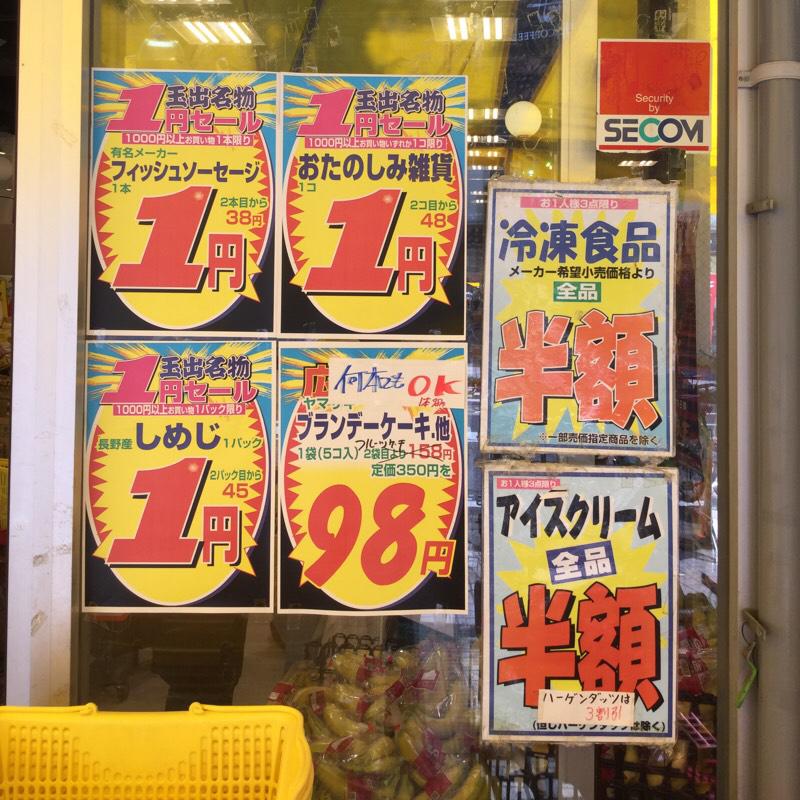 玉出名物
1円セール
1000円以上お買い物1本限り
有名メーカー
フィッシュソーセージ
1本
2本目から
38円
1円
玉出名物
1円セール
1000円以上お買い物いずれか1コ限り
おたのしみ雑貨
1コ
2コ目から
48
1円
Security
by
SECOM
お1人様3点限り
冷凍食品
メーカー希望小売価格より
全品
半額
※一部売価指定商品を除く
玉出名物
1円セール
1000円以上お買い物1パック限り
長野産 しめじ 1パック
2パック目から
45
1円
何本でもOK
ブランデーケーキ.他
フルーツケーキ
1袋(5コ入) 2袋目より158円
定価350円を
98円
お1人様3点限り
アイスクリーム
全品
半額
ハーゲンダッツは
3割引
(但しハーゲンダッツは除く)